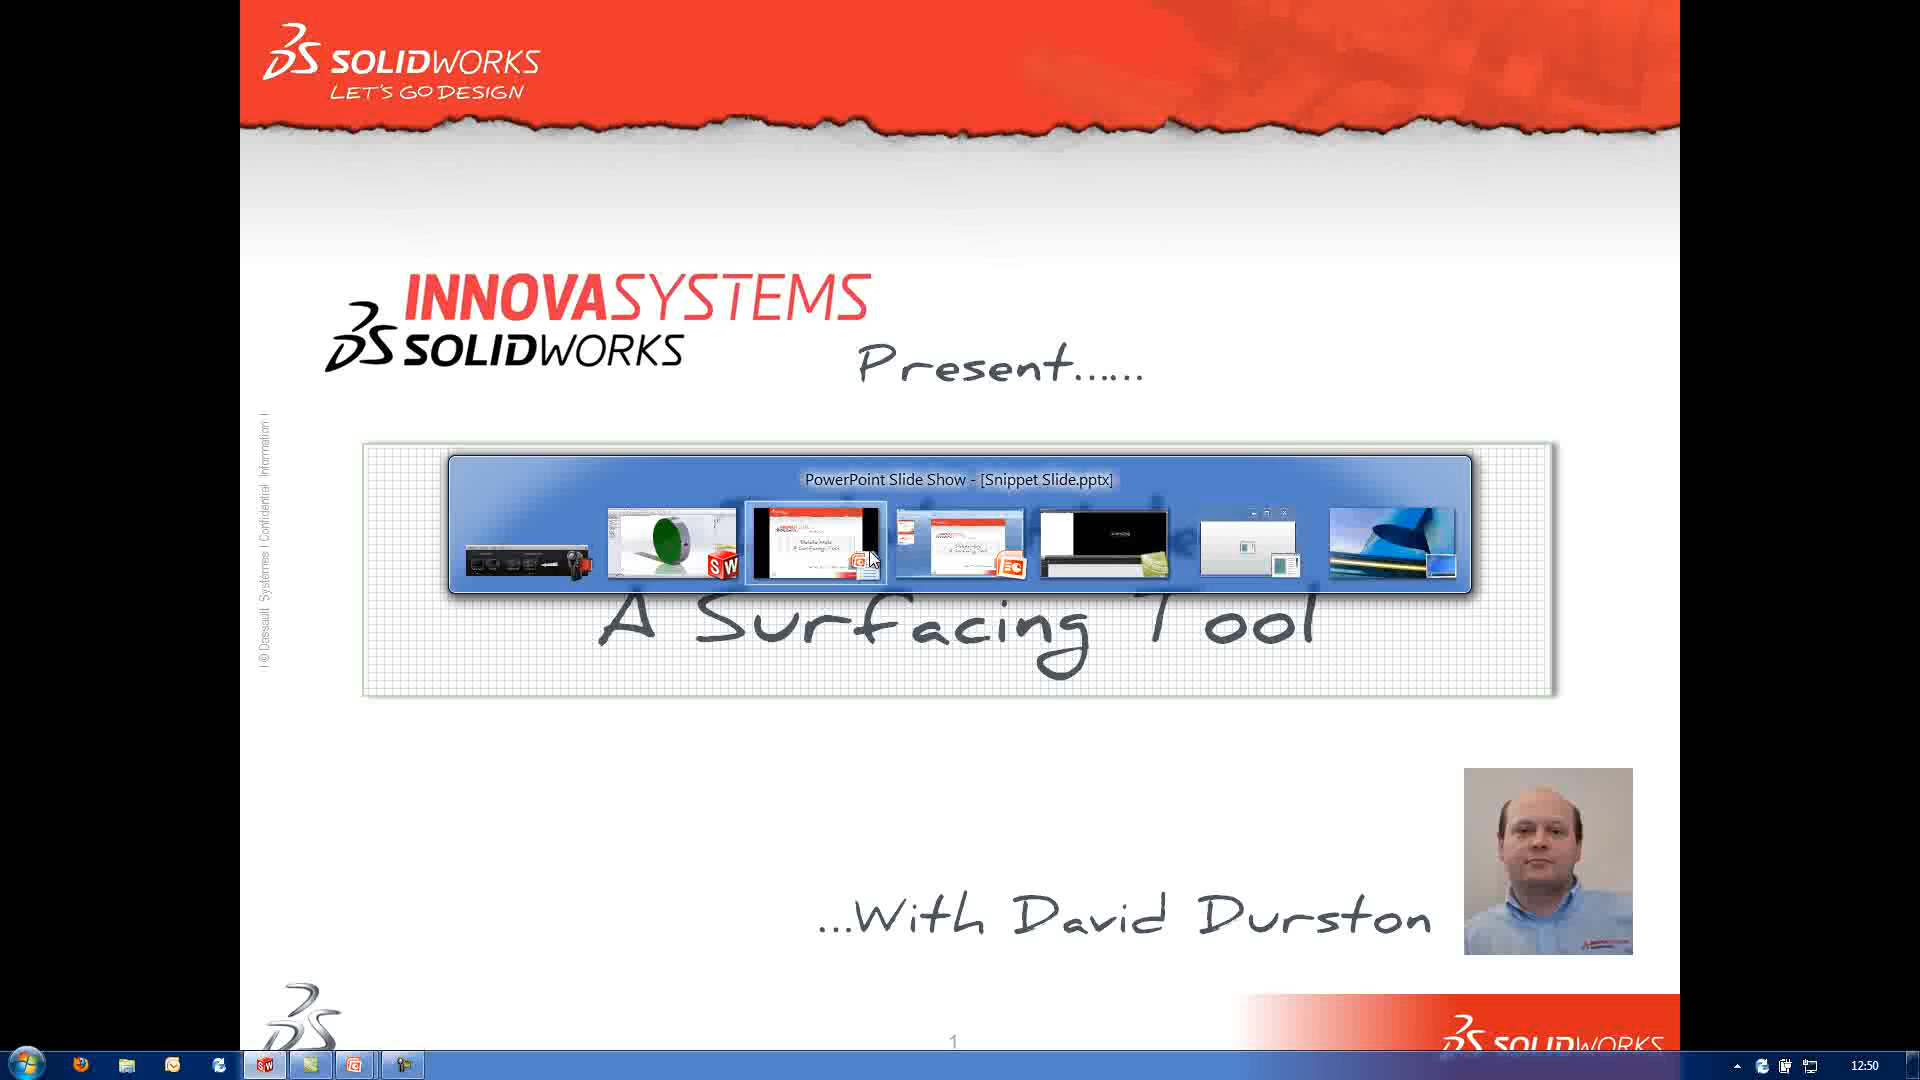 SOLIDWORKS
LET'S GO DESIGN
INNOVASYSTEMS
SOLIDWORKS
Present......
PowerPoint Slide Show - [Snippet Slide.pptx]
A Surfacing Tool
I © Dassault Systèmes I Confidential Information I
...With David Durston
1
SOLIDWORKS
12:50